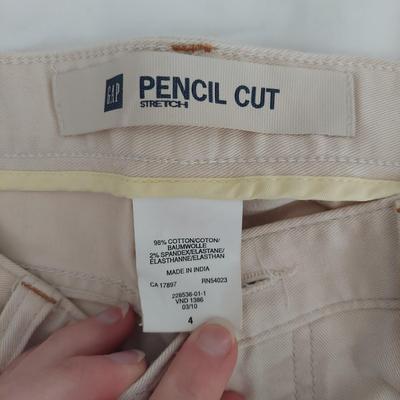 GAP
PENCIL CUT
STRETCH
98% COTTON/COTON/
BAUMWOLLE
2% SPANDEX/ELASTANE/
ELASTHANNE/ELASTHAN
MADE IN INDIA
CA 17897 RN54023
228536-01-1
VND 1386
03/10
4